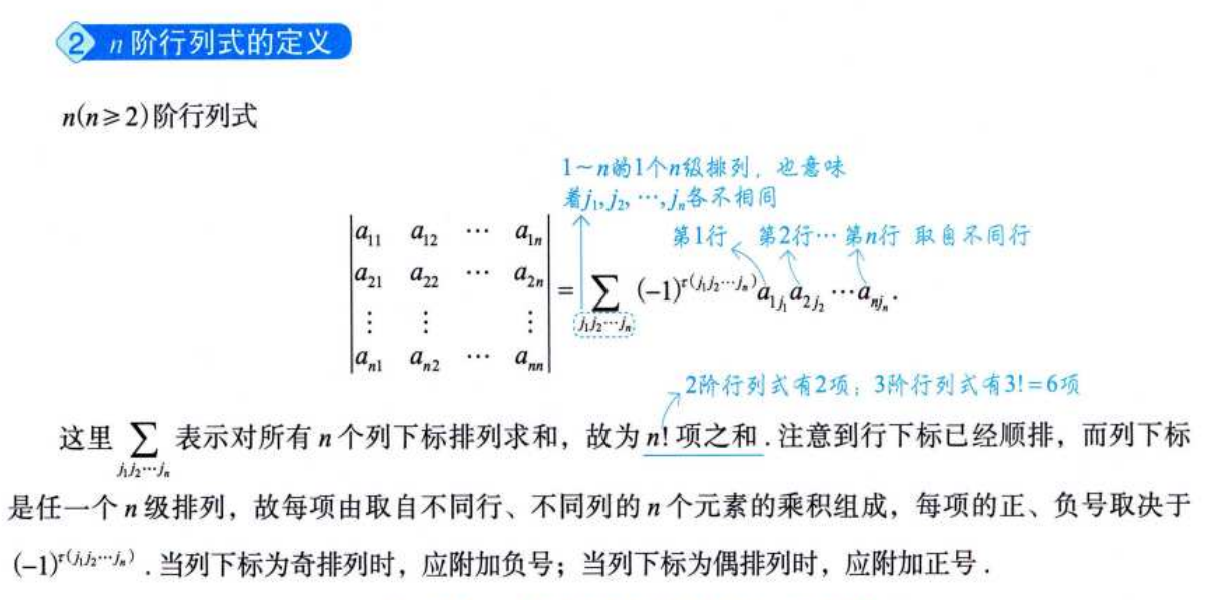 2 n 阶行列式的定义
n(n≥2)阶行列式
1~n的1个n级排列，也意味
着j₁, j₂, ⋯, jₙ各不相同
第1行 第2行⋯ 第n行 取自不同行
| a₁₁ a₁₂ ⋯ a₁ₙ |
| a₂₁ a₂₂ ⋯ a₂ₙ |
| ⋮ ⋮ ⋮ | = ∑_{j₁j₂⋯jₙ} (−1)^{τ(j₁j₂⋯jₙ)} a_{1j₁} a_{2j₂} ⋯ a_{njₙ}.
| aₙ₁ aₙ₂ ⋯ aₙₙ |
2阶行列式有2项；3阶行列式有3!=6项
这里 ∑_{j₁j₂⋯jₙ} 表示对所有 n 个列下标排列求和，故为 n! 项之和．注意到行下标已经顺排，而列下标
是任一个 n 级排列，故每项由取自不同行、不同列的 n 个元素的乘积组成，每项的正、负号取决于
(−1)^{τ(j₁j₂⋯jₙ)}．当列下标为奇排列时，应附加负号；当列下标为偶排列时，应附加正号．